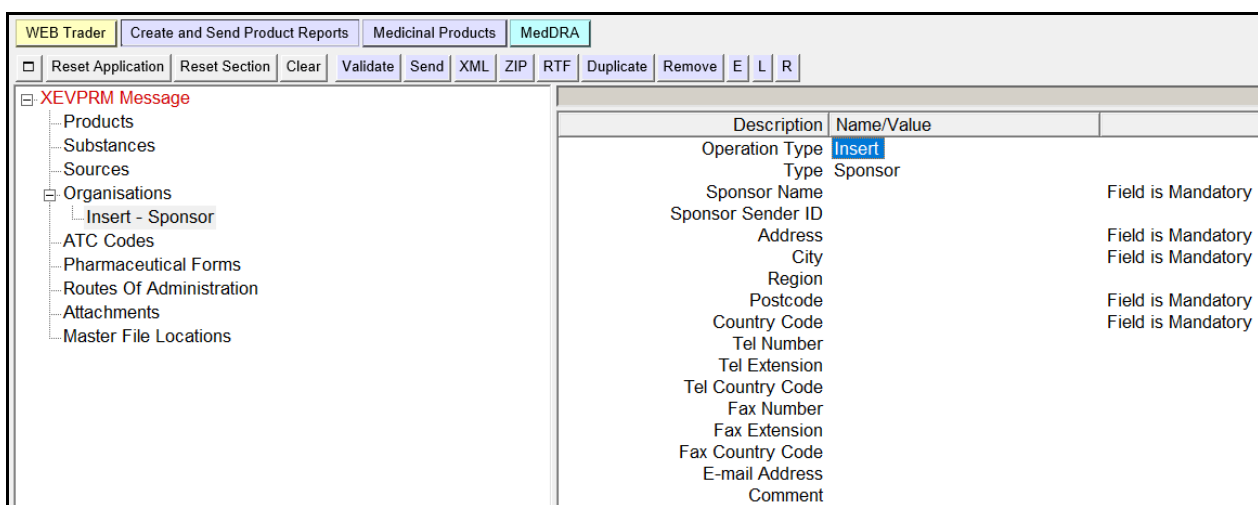 WEB Trader Create and Send Product Reports Medicinal Products MedDRA
Reset Application Reset Section Clear Validate Send XML ZIP RTF Duplicate Remove E L R
XEVPRM Message
Products
Substances
Sources
Organisations
Insert - Sponsor
ATC Codes
Pharmaceutical Forms
Routes Of Administration
Attachments
Master File Locations
Description Name/Value
Operation Type Insert
Type Sponsor
Sponsor Name Field is Mandatory
Sponsor Sender ID
Address Field is Mandatory
City Field is Mandatory
Region
Postcode Field is Mandatory
Country Code Field is Mandatory
Tel Number
Tel Extension
Tel Country Code
Fax Number
Fax Extension
Fax Country Code
E-mail Address
Comment